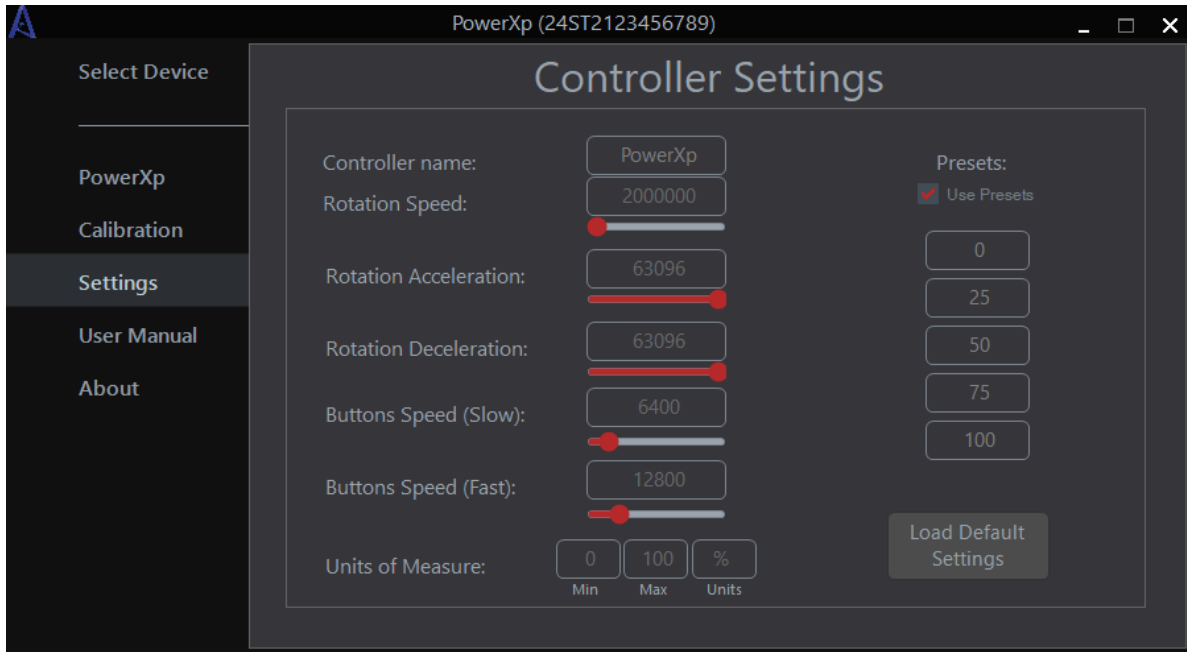 PowerXp (24ST2123456789)
Select Device
PowerXp
Calibration
Settings
User Manual
About
Controller Settings
Controller name: PowerXp
Rotation Speed: 2000000
Rotation Acceleration: 63096
Rotation Deceleration: 63096
Buttons Speed (Slow): 6400
Buttons Speed (Fast): 12800
Units of Measure: 0 100 %
Min Max Units
Presets:
Use Presets
0
25
50
75
100
Load Default
Settings